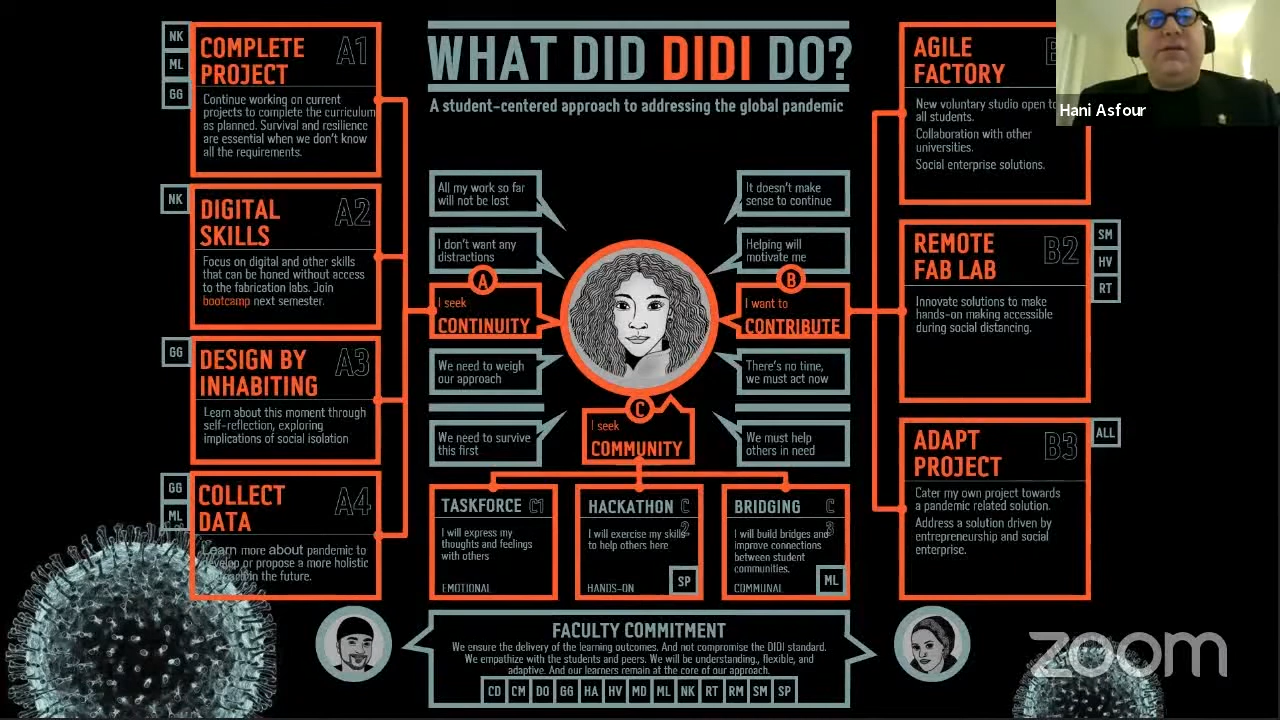 WHAT DID DIDI DO?
A student-centered approach to addressing the global pandemic
NK
ML
GG
COMPLETE
PROJECT
A1
Continue working on current
projects to complete the curriculum
as planned. Survival and resilience
are essential when we don't know
all the requirements.
NK
DIGITAL
SKILLS
A2
Focus on digital and other skills
that can be honed without access
to the fabrication labs. Join
bootcamp next semester.
GG
DESIGN BY
INHABITING
A3
Learn about this moment through
self-reflection, exploring
implications of social isolation
GG
ML
COLLECT
DATA
A4
Learn more about pandemic to
develop or propose a more holistic
in the future.
All my work so far
will not be lost
I don't want any
distractions
A
I seek
CONTINUITY
We need to weigh
our approach
We need to survive
this first
It doesn't make
sense to continue
Helping will
motivate me
B
I want to
CONTRIBUTE
There's no time,
we must act now
We must help
others in need
C
I seek
COMMUNITY
TASKFORCE C1
I will express my
thoughts and feelings
with others
EMOTIONAL
HACKATHON C
2
I will exercise my skills
to help others here
SP
HANDS-ON
BRIDGING C
3
I will build bridges and
improve connections
between student
communities.
ML
COMMUNAL
AGILE
FACTORY
New voluntary studio open to
all students.
Collaboration with other
universities.
Social enterprise solutions.
Hani Asfour
REMOTE
FAB LAB
B2
SM
HV
RT
Innovate solutions to make
hands-on making accessible
during social distancing.
ADAPT
PROJECT
B3
ALL
Cater my own project towards
a pandemic related solution.
Address a solution driven by
entrepreneurship and social
enterprise.
FACULTY COMMITMENT
We ensure the delivery of the learning outcomes. And not compromise the DIDI standard.
We empathize with the students and peers. We will be understanding., flexible, and
adaptive. And our learners remain at the core of our approach.
CD CM DO GG HA HV MD ML NK RT RM SM SP
zoom